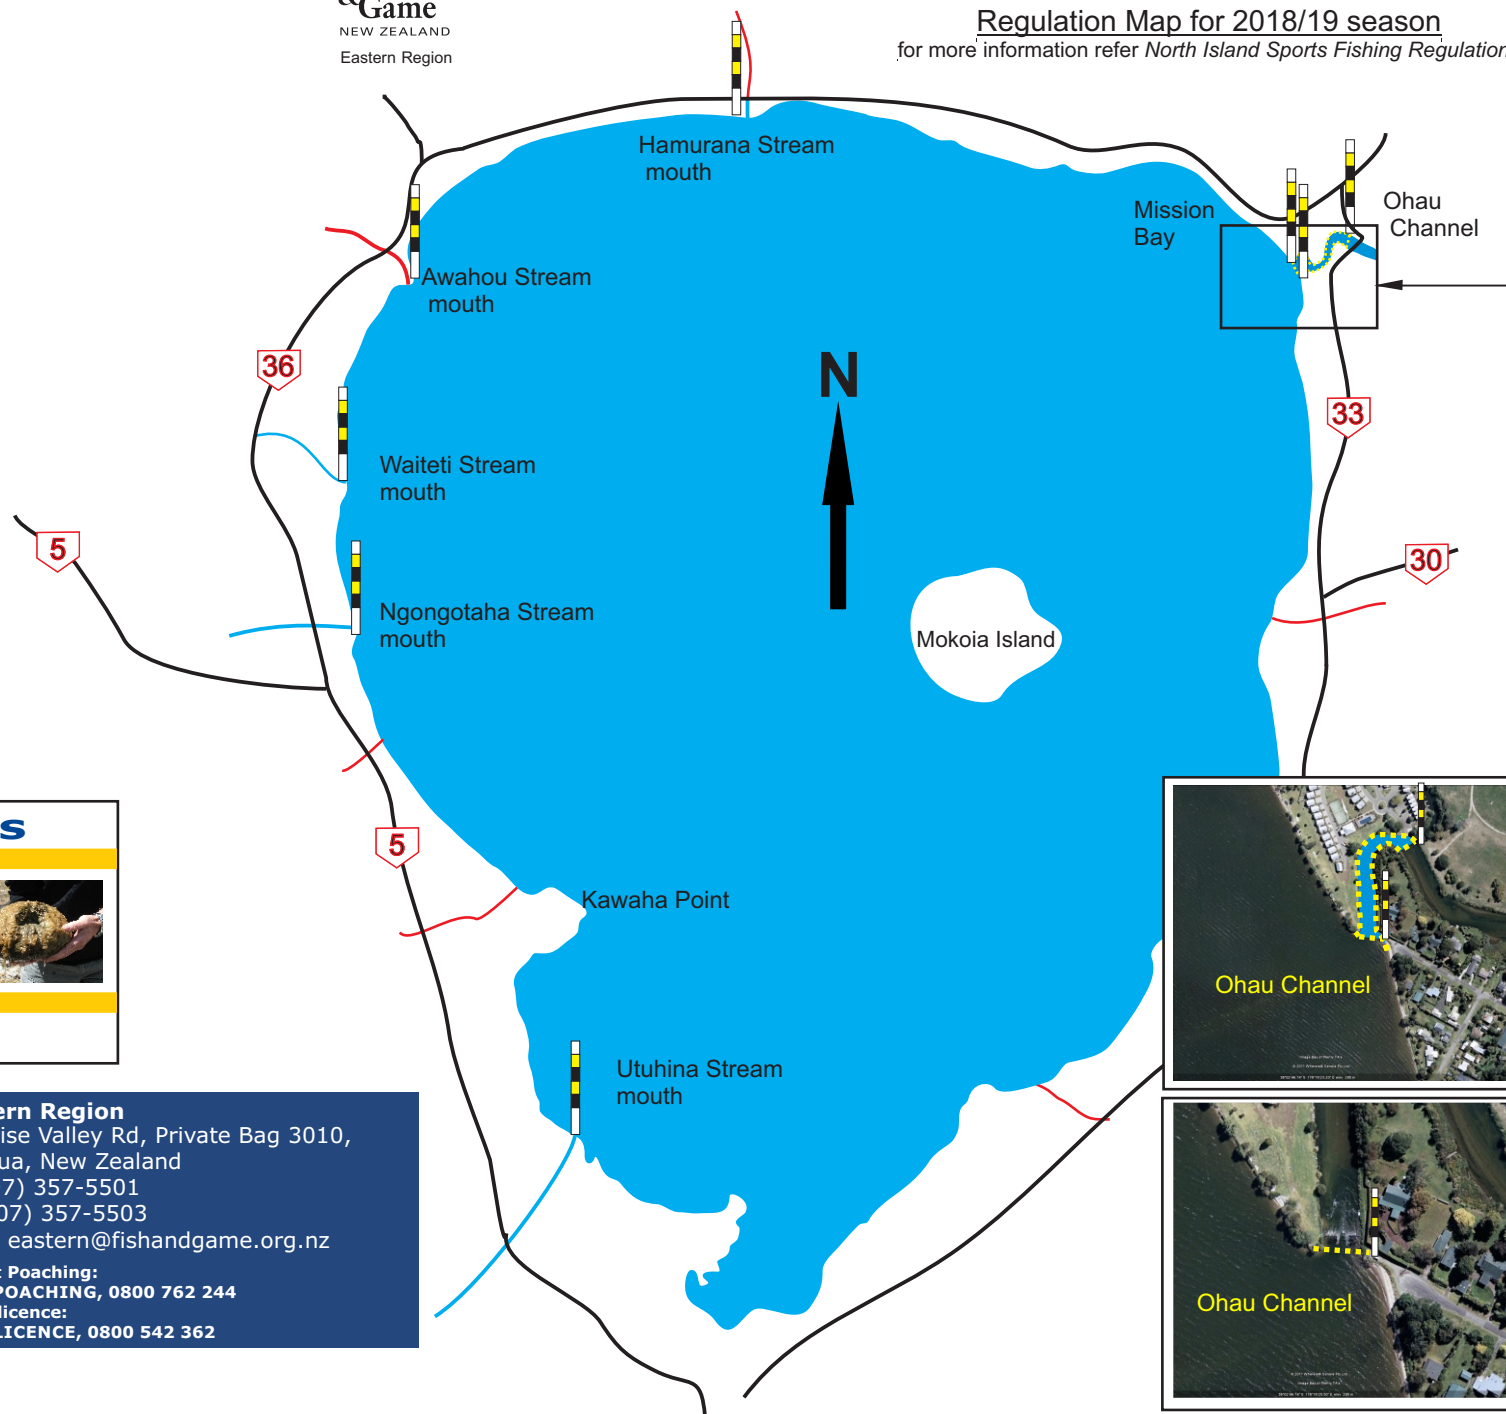 &Game
NEW ZEALAND
Eastern Region
Regulation Map for 2018/19 season
for more information refer North Island Sports Fishing Regulation
Hamurana Stream
mouth
Mission
Bay
Ohau
Channel
Awahou Stream
mouth
36
N
33
Waiteti Stream
mouth
5
30
Ngongotaha Stream
mouth
Mokoia Island
s
5
Kawaha Point
Ohau Channel
Utuhina Stream
mouth
ern Region
ise Valley Rd, Private Bag 3010,
ua, New Zealand
7) 357-5501
07) 357-5503
eastern@fishandgame.org.nz
t Poaching:
POACHING, 0800 762 244
licence:
LICENCE, 0800 542 362
Ohau Channel